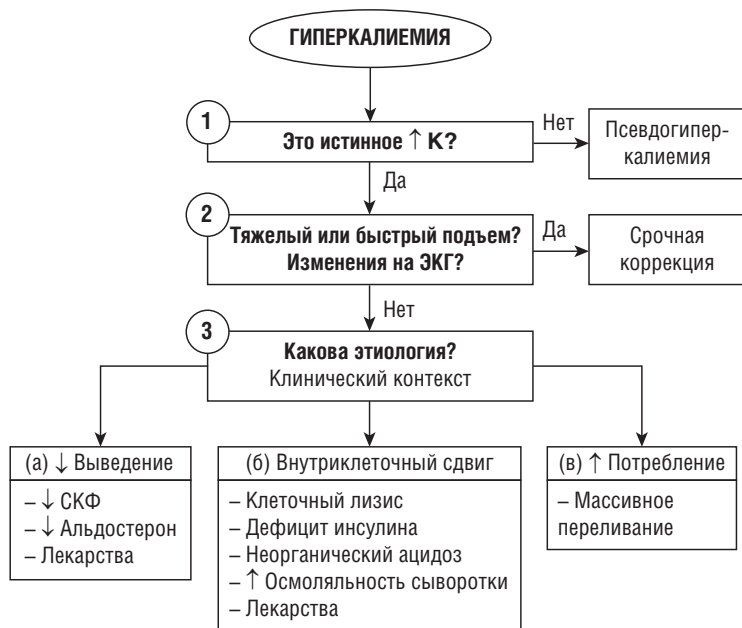 ГИПЕРКАЛИЕМИЯ
1
Это истинное ↑ К?
Нет
Псевдогипер-
калиемия
Да
2
Тяжелый или быстрый подъем?
Изменения на ЭКГ?
Да
Срочная
коррекция
Нет
3
Какова этиология?
Клинический контекст
(а) ↓ Выведение
– ↓ СКФ
– ↓ Альдостерон
– Лекарства
(б) Внутриклеточный сдвиг
– Клеточный лизис
– Дефицит инсулина
– Неорганический ацидоз
– ↑ Осмоляльность сыворотки
– Лекарства
(в) ↑ Потребление
– Массивное
переливание